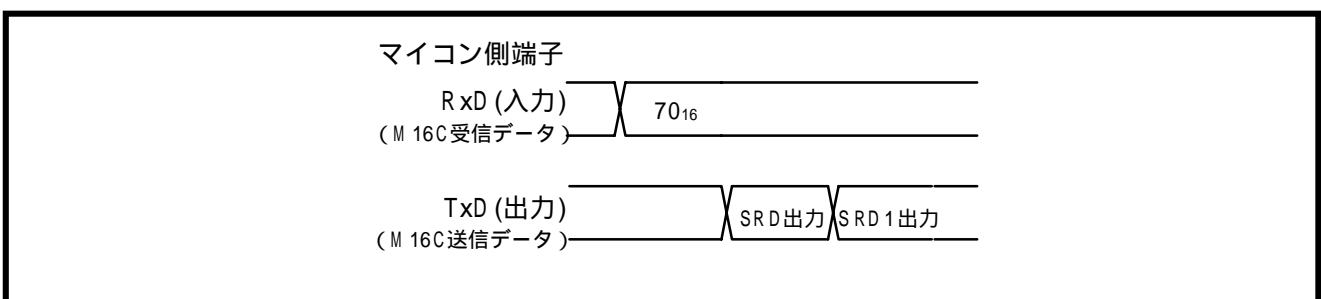 マイコン側端子
RxD (入力)
70₁₆
(M16C受信データ)
TxD (出力)
SRD出力 SRD1出力
(M16C送信データ)